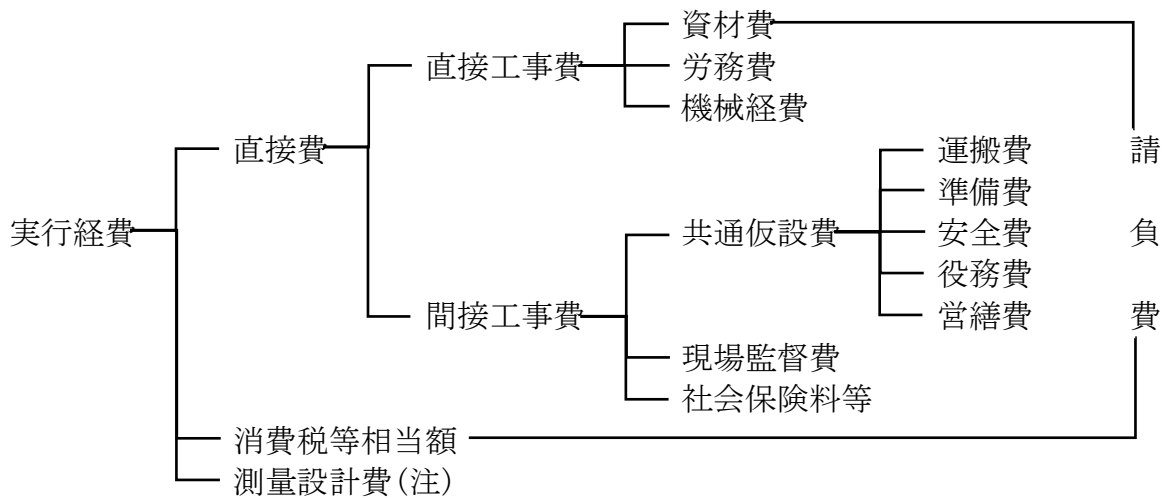 資材費
直接工事費
労務費
機械経費
直接費
運搬費
準備費
実行経費
共通仮設費
安全費
役務費
間接工事費
営繕費
現場監督費
社会保険料等
消費税等相当額
測量設計費(注)
請負費